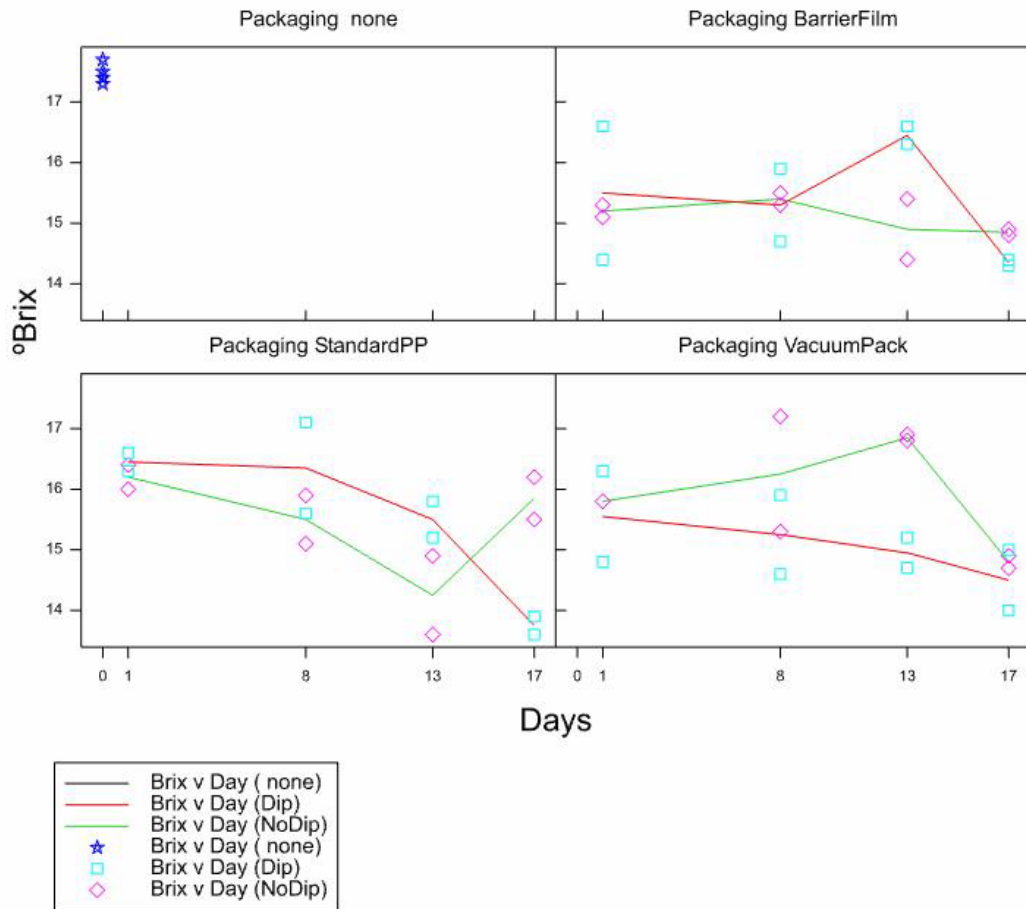 Packaging none
Packaging BarrierFilm
17
16
15
14
ºBrix
Packaging StandardPP
Packaging VacuumPack
17
16
15
14
0 1 8 13 17
0 1 8 13 17
Days
Brix v Day ( none)
Brix v Day (Dip)
Brix v Day (NoDip)
Brix v Day ( none)
Brix v Day (Dip)
Brix v Day (NoDip)